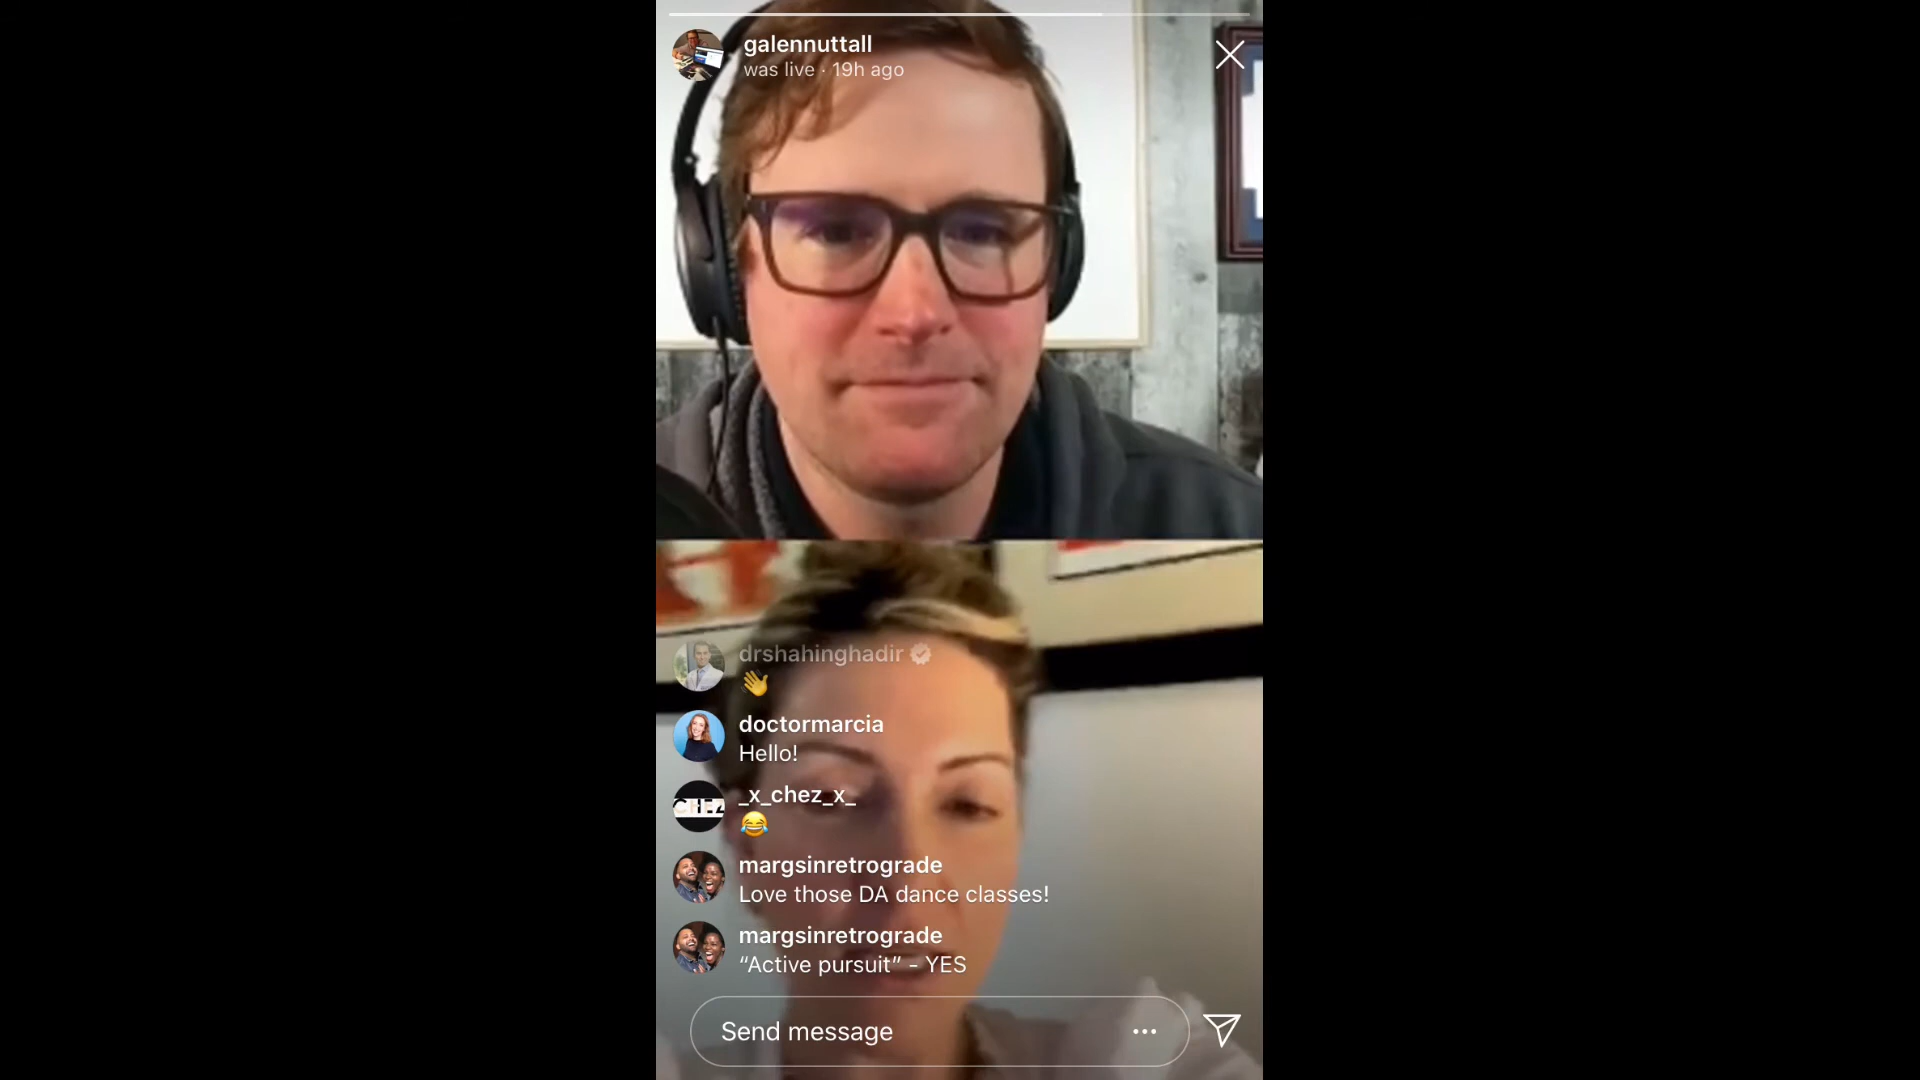 galennuttall
was live · 19h ago
drshahinghadir
👋
doctormarcia
Hello!
_x_chez_x_
😂
CHEZ
margsinretrograde
Love those DA dance classes!
margsinretrograde
“Active pursuit” - YES
Send message